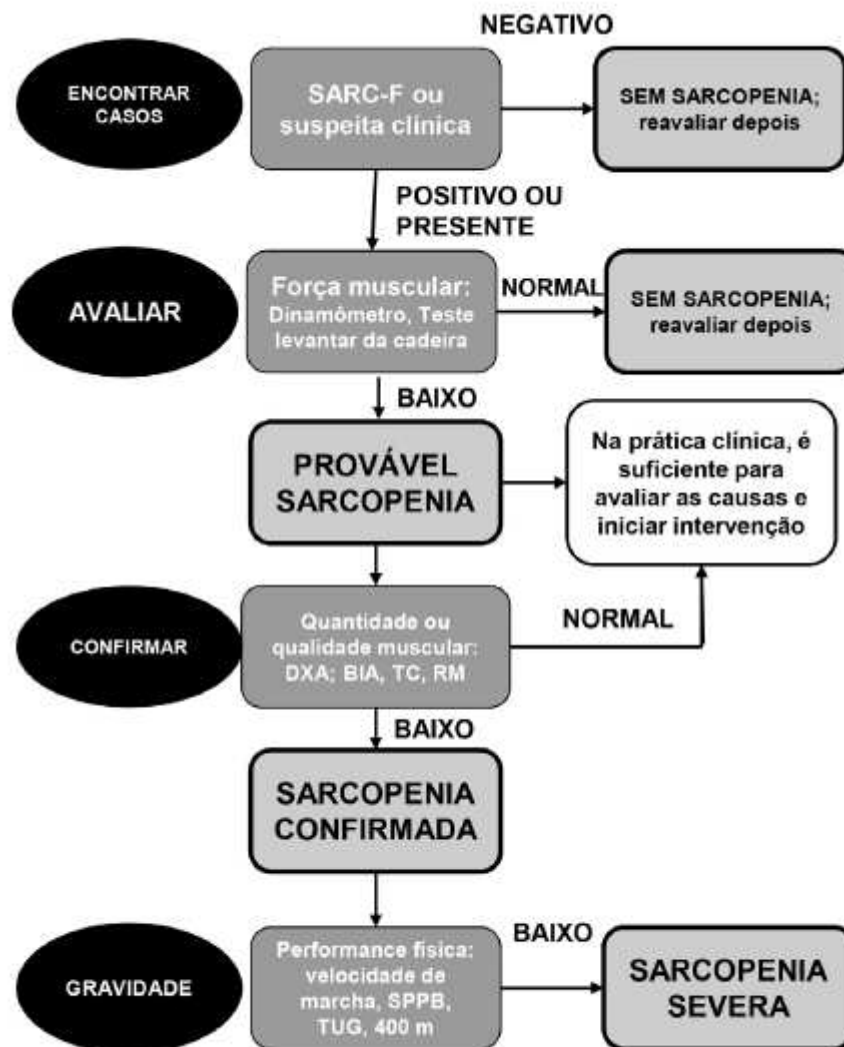 NEGATIVO
ENCONTRAR
CASOS
SARC-F ou
suspeita clínica
SEM SARCOPENIA;
reavaliar depois
POSITIVO OU
PRESENTE
AVALIAR
Força muscular:
Dinamômetro, Teste
levantar da cadeira
NORMAL
SEM SARCOPENIA;
reavaliar depois
BAIXO
PROVÁVEL
SARCOPENIA
Na prática clínica, é
suficiente para
avaliar as causas e
iniciar intervenção
CONFIRMAR
Quantidade ou
qualidade muscular:
DXA; BIA, TC, RM
NORMAL
BAIXO
SARCOPENIA
CONFIRMADA
GRAVIDADE
Performance física:
velocidade de
marcha, SPPB,
TUG, 400 m
BAIXO
SARCOPENIA
SEVERA